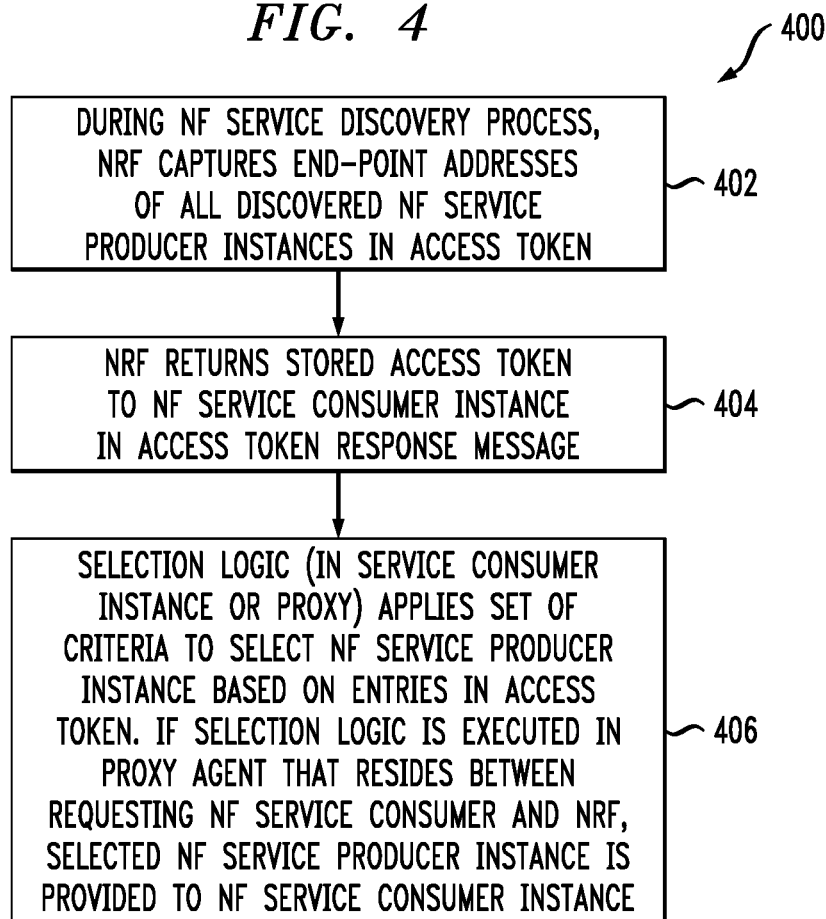 FIG. 4
400
DURING NF SERVICE DISCOVERY PROCESS,
NRF CAPTURES END-POINT ADDRESSES
OF ALL DISCOVERED NF SERVICE
PRODUCER INSTANCES IN ACCESS TOKEN
402
NRF RETURNS STORED ACCESS TOKEN
TO NF SERVICE CONSUMER INSTANCE
IN ACCESS TOKEN RESPONSE MESSAGE
404
SELECTION LOGIC (IN SERVICE CONSUMER
INSTANCE OR PROXY) APPLIES SET OF
CRITERIA TO SELECT NF SERVICE PRODUCER
INSTANCE BASED ON ENTRIES IN ACCESS
TOKEN. IF SELECTION LOGIC IS EXECUTED IN
PROXY AGENT THAT RESIDES BETWEEN
REQUESTING NF SERVICE CONSUMER AND NRF,
SELECTED NF SERVICE PRODUCER INSTANCE IS
PROVIDED TO NF SERVICE CONSUMER INSTANCE
406